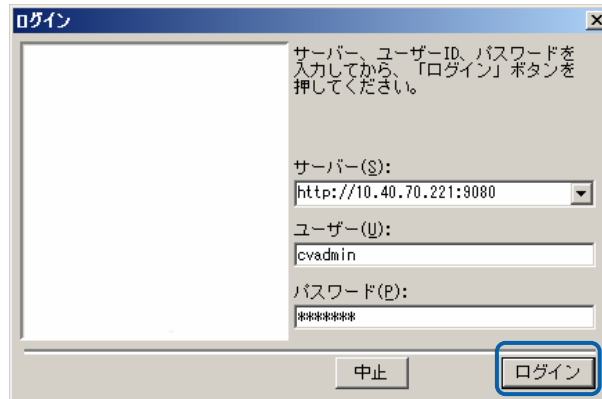 ログイン
サーバー、ユーザーID、パスワードを
入力してから、「ログイン」ボタンを
押してください。
サーバー(S):
http://10.40.70.221:9080
ユーザー(U):
cvadmin
パスワード(P):
*******
中止
ログイン